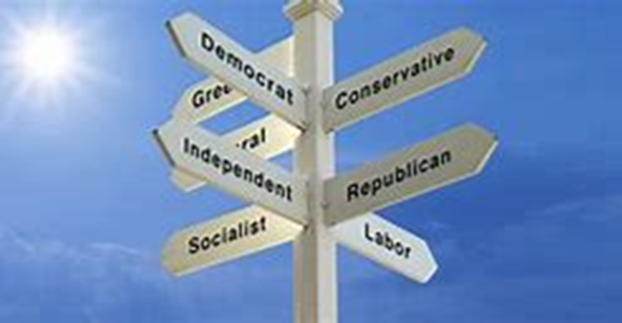 Democrat
Conservative
Independent
Republican
Socialist
Labor